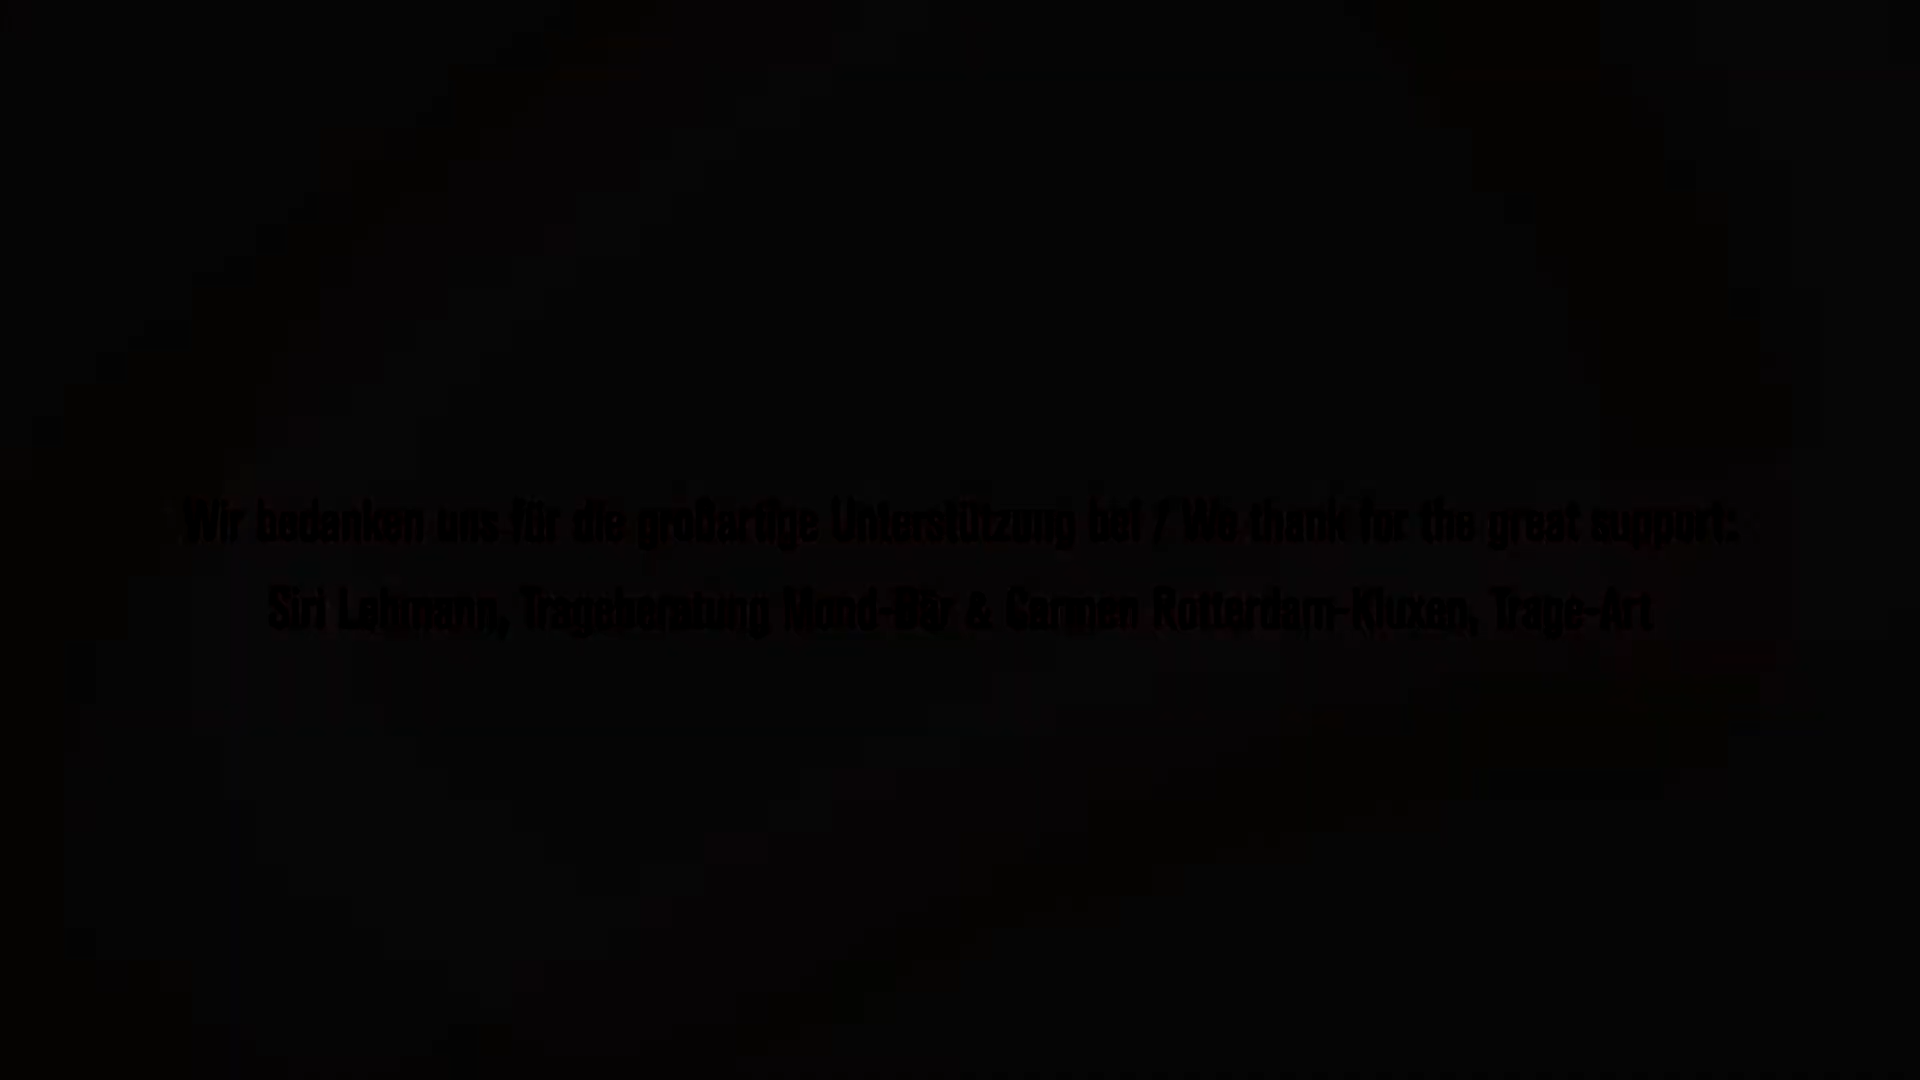 Wir bedanken uns für die großartige Unterstützung bei / We thank for the great support:
Siri Lehmann, Trageberatung Mond-Bär & Carmen Rotterdam-Kluxen, Trage-Art